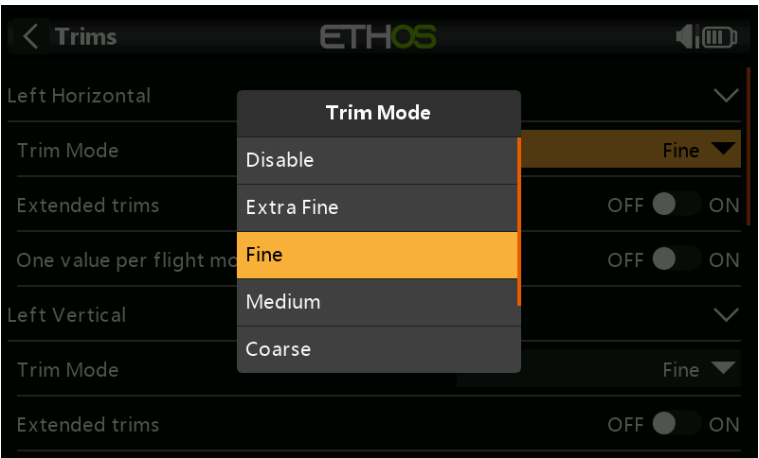 Trims ETHOS
Left Horizontal
Trim Mode
Trim Mode Fine
Disable
Extended trims OFF ON
Extra Fine
One value per flight mo OFF ON
Fine
Medium
Left Vertical
Coarse
Trim Mode Fine
Extended trims OFF ON